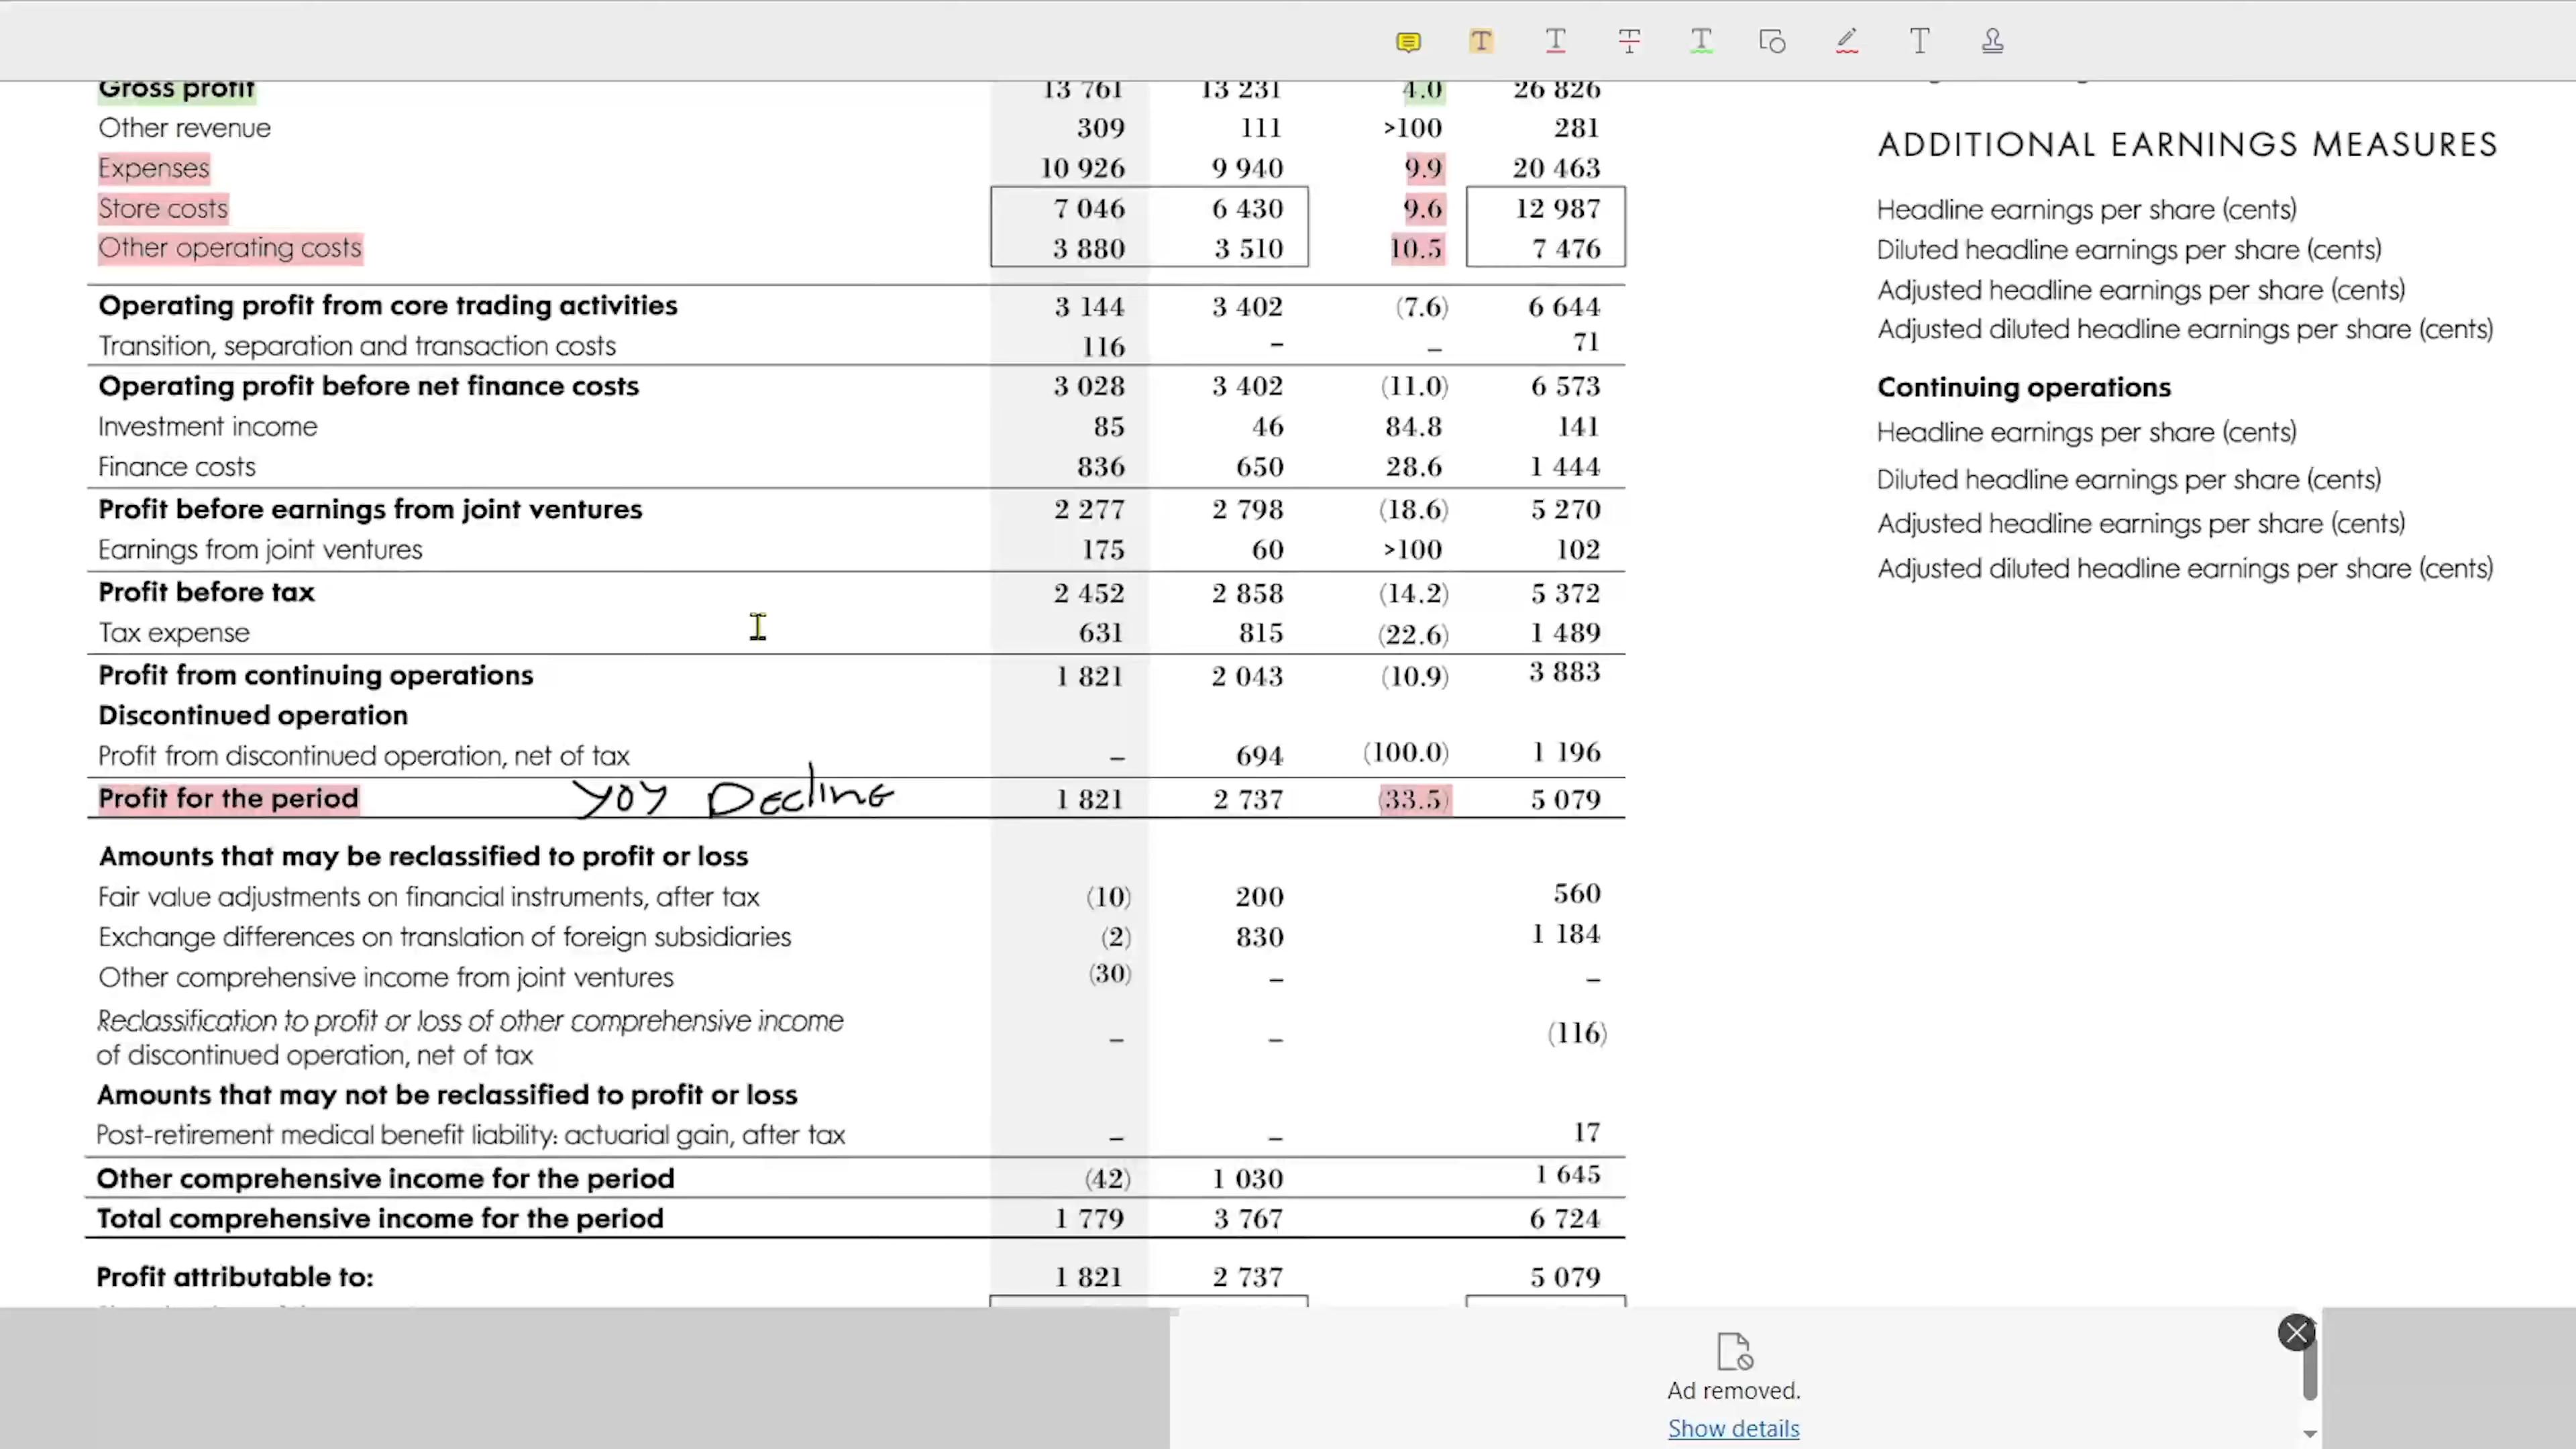 Gross profit 13 761 13 231 4.0 26 826
Other revenue 309 111 >100 281
Expenses 10 926 9 940 9.9 20 463
Store costs 7 046 6 430 9.6 12 987
Other operating costs 3 880 3 510 10.5 7 476
Operating profit from core trading activities 3 144 3 402 (7.6) 6 644
Transition, separation and transaction costs 116 – – 71
Operating profit before net finance costs 3 028 3 402 (11.0) 6 573
Investment income 85 46 84.8 141
Finance costs 836 650 28.6 1 444
Profit before earnings from joint ventures 2 277 2 798 (18.6) 5 270
Earnings from joint ventures 175 60 >100 102
Profit before tax 2 452 2 858 (14.2) 5 372
Tax expense 631 815 (22.6) 1 489
Profit from continuing operations 1 821 2 043 (10.9) 3 883
Discontinued operation
Profit from discontinued operation, net of tax – 694 (100.0) 1 196
Profit for the period YOY Decline 1 821 2 737 (33.5) 5 079
Amounts that may be reclassified to profit or loss
Fair value adjustments on financial instruments, after tax (10) 200 560
Exchange differences on translation of foreign subsidiaries (2) 830 1 184
Other comprehensive income from joint ventures (30) – –
Reclassification to profit or loss of other comprehensive income
of discontinued operation, net of tax – – (116)
Amounts that may not be reclassified to profit or loss
Post-retirement medical benefit liability: actuarial gain, after tax – – 17
Other comprehensive income for the period (42) 1 030 1 645
Total comprehensive income for the period 1 779 3 767 6 724
Profit attributable to: 1 821 2 737 5 079
ADDITIONAL EARNINGS MEASURES
Headline earnings per share (cents)
Diluted headline earnings per share (cents)
Adjusted headline earnings per share (cents)
Adjusted diluted headline earnings per share (cents)
Continuing operations
Headline earnings per share (cents)
Diluted headline earnings per share (cents)
Adjusted headline earnings per share (cents)
Adjusted diluted headline earnings per share (cents)
Ad removed.
Show details